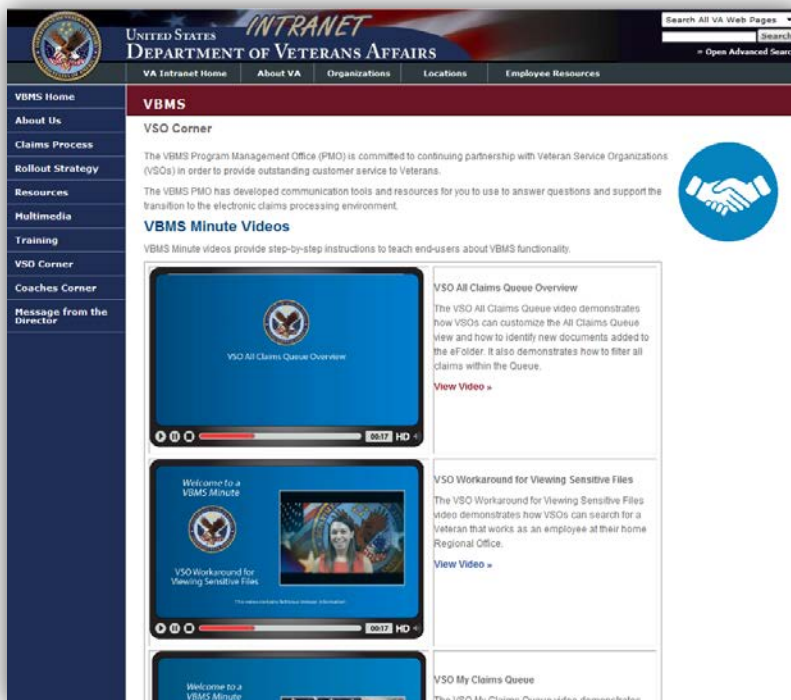 INTRANET
UNITED STATES
DEPARTMENT OF VETERANS AFFAIRS
Search All VA Web Pages
Search
» Open Advanced Search
VA Intranet Home
About VA
Organizations
Locations
Employee Resources
VBMS Home
About Us
Claims Process
Rollout Strategy
Resources
Multimedia
Training
VSO Corner
Coaches Corner
Message from the
Director
VBMS
VSO Corner
The VBMS Program Management Office (PMO) is committed to continuing partnership with Veteran Service Organizations
(VSOs) in order to provide outstanding customer service to Veterans.
The VBMS PMO has developed communication tools and resources for you to use to answer questions and support the
transition to the electronic claims processing environment.
VBMS Minute Videos
VBMS Minute videos provide step-by-step instructions to teach end-users about VBMS functionality.
VSO All Claims Queue Overview
00:17 HD
VSO All Claims Queue Overview
The VSO All Claims Queue video demonstrates
how VSOs can customize the All Claims Queue
view and how to identify new documents added to
the eFolder. It also demonstrates how to filter all
claims within the Queue.
View Video »
Welcome to a
VBMS Minute
VSO Workaround for
Viewing Sensitive Files
00:17 HD
VSO Workaround for Viewing Sensitive Files
The VSO Workaround for Viewing Sensitive Files
video demonstrates how VSOs can search for a
Veteran that works as an employee at their home
Regional Office.
View Video »
Welcome to a
VBMS Minute
VSO My Claims Queue
The VSO My Claims Queue video demonstrates